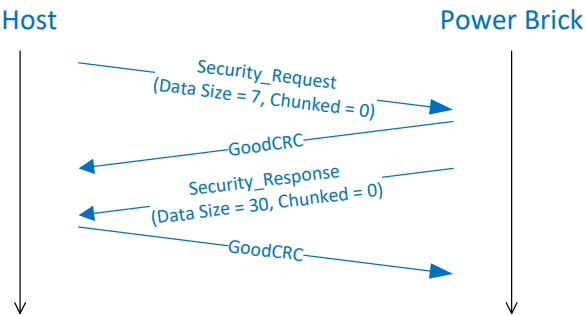 Host
Power Brick
Security_Request
(Data Size = 7, Chunked = 0)
GoodCRC
Security_Response
(Data Size = 30, Chunked = 0)
GoodCRC